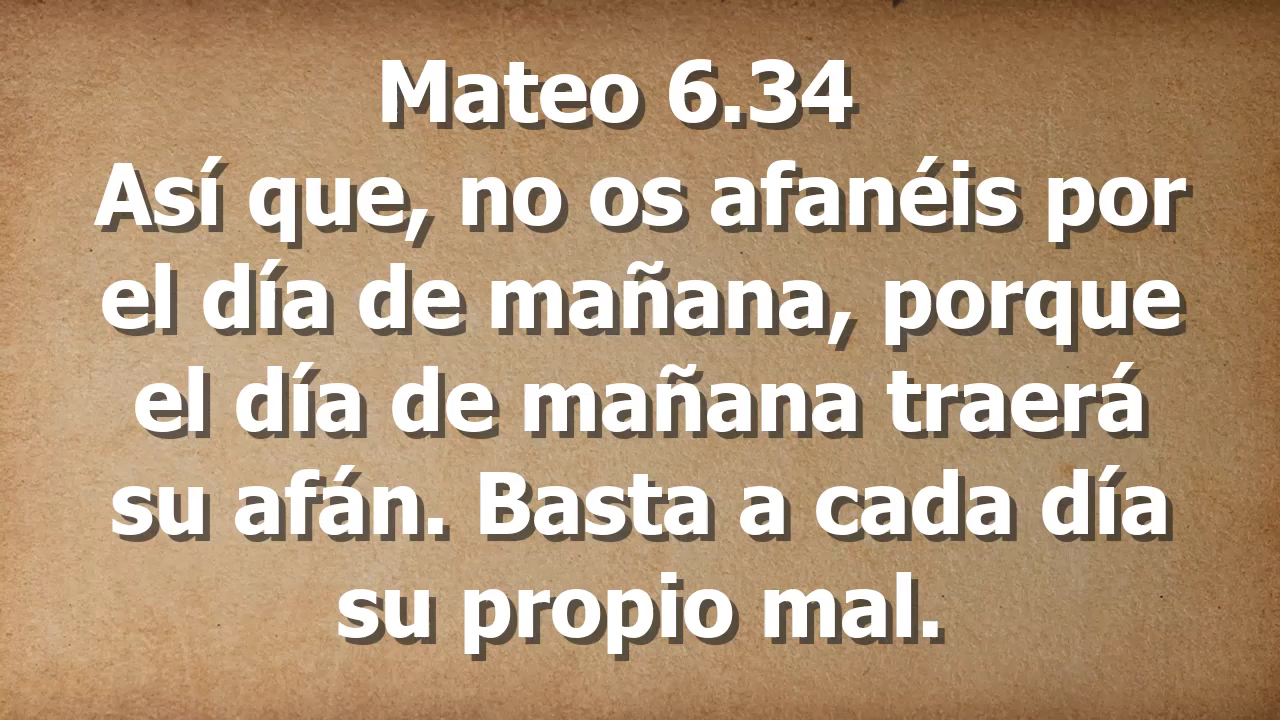 Mateo 6.34
Así que, no os afanéis por
el día de mañana, porque
el día de mañana traerá
su afán. Basta a cada día
su propio mal.